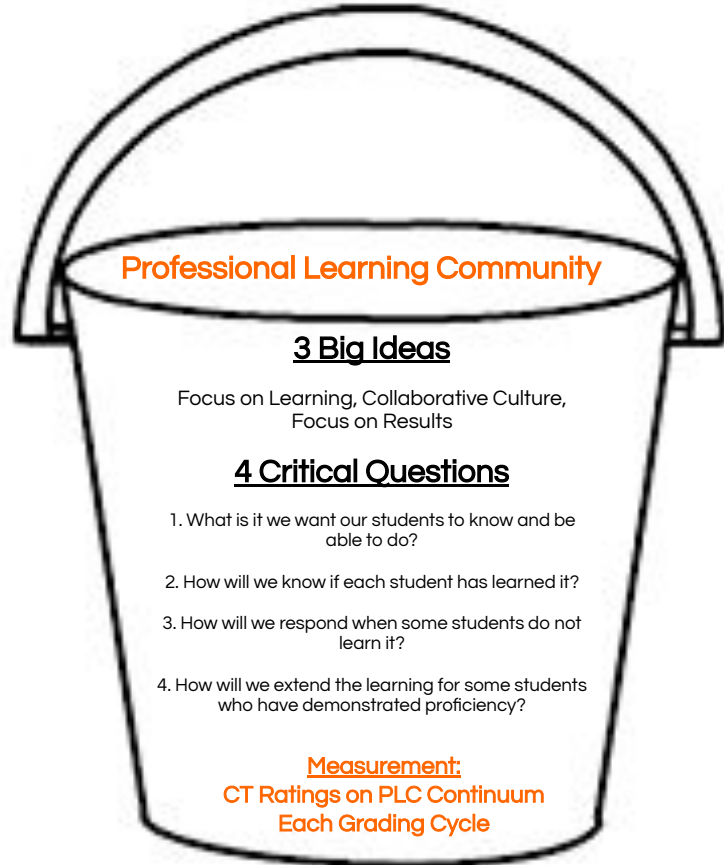 Professional Learning Community
3 Big Ideas
Focus on Learning, Collaborative Culture,
Focus on Results
4 Critical Questions
1. What is it we want our students to know and be
able to do?
2. How will we know if each student has learned it?
3. How will we respond when some students do not
learn it?
4. How will we extend the learning for some students
who have demonstrated proficiency?
Measurement:
CT Ratings on PLC Continuum
Each Grading Cycle